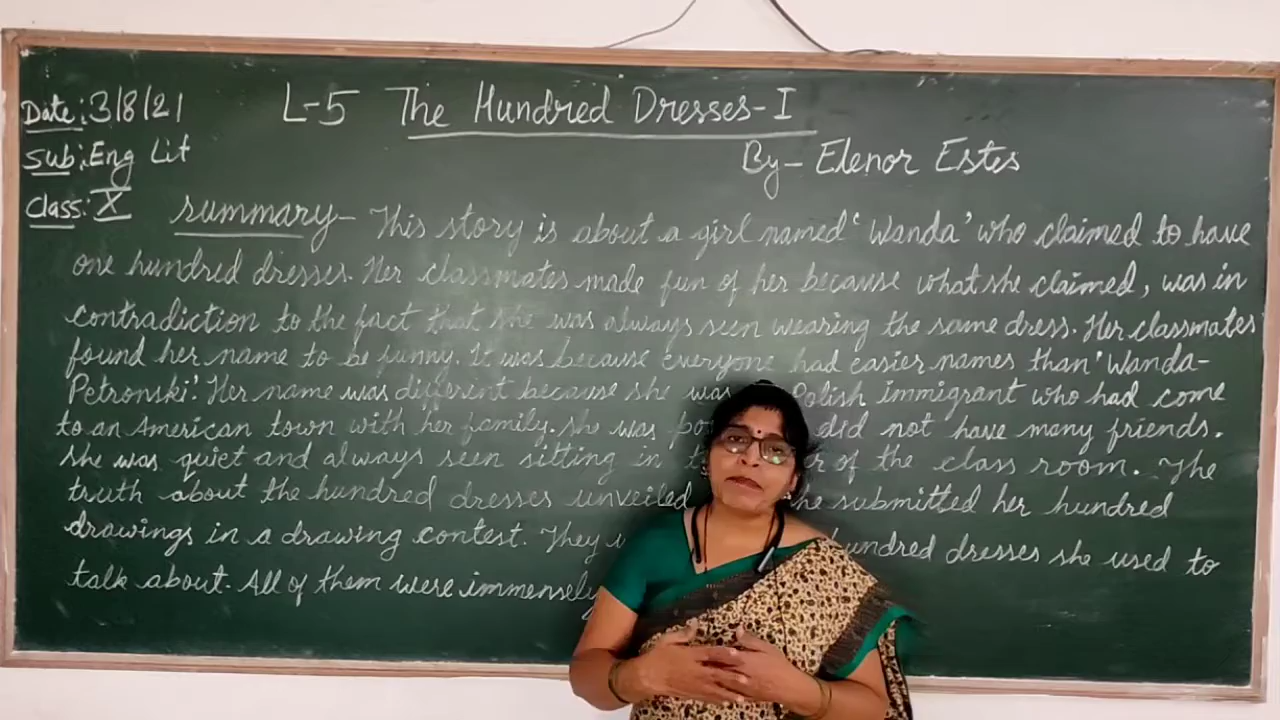 Date: 3/8/21 L-5 The Hundred Dresses-I
Sub: Eng Lit By- Elenor Estes
Class: X
summary- This story is about a girl named 'Wanda' who claimed to have
one hundred dresses. Her classmates made fun of her because what she claimed, was in
contradiction to the fact that she was always seen wearing the same dress. Her classmates
found her name to be funny. It was because everyone had easier names than 'Wanda-
Petronski'. Her name was different because she was Polish immigrant who had come
to an American town with her family. She was did not have many friends.
She was quiet and always seen sitting in of the class room. The
truth about the hundred dresses unveiled submitted her hundred
drawings in a drawing contest. They dresses she used to
talk about. All of them were immensely